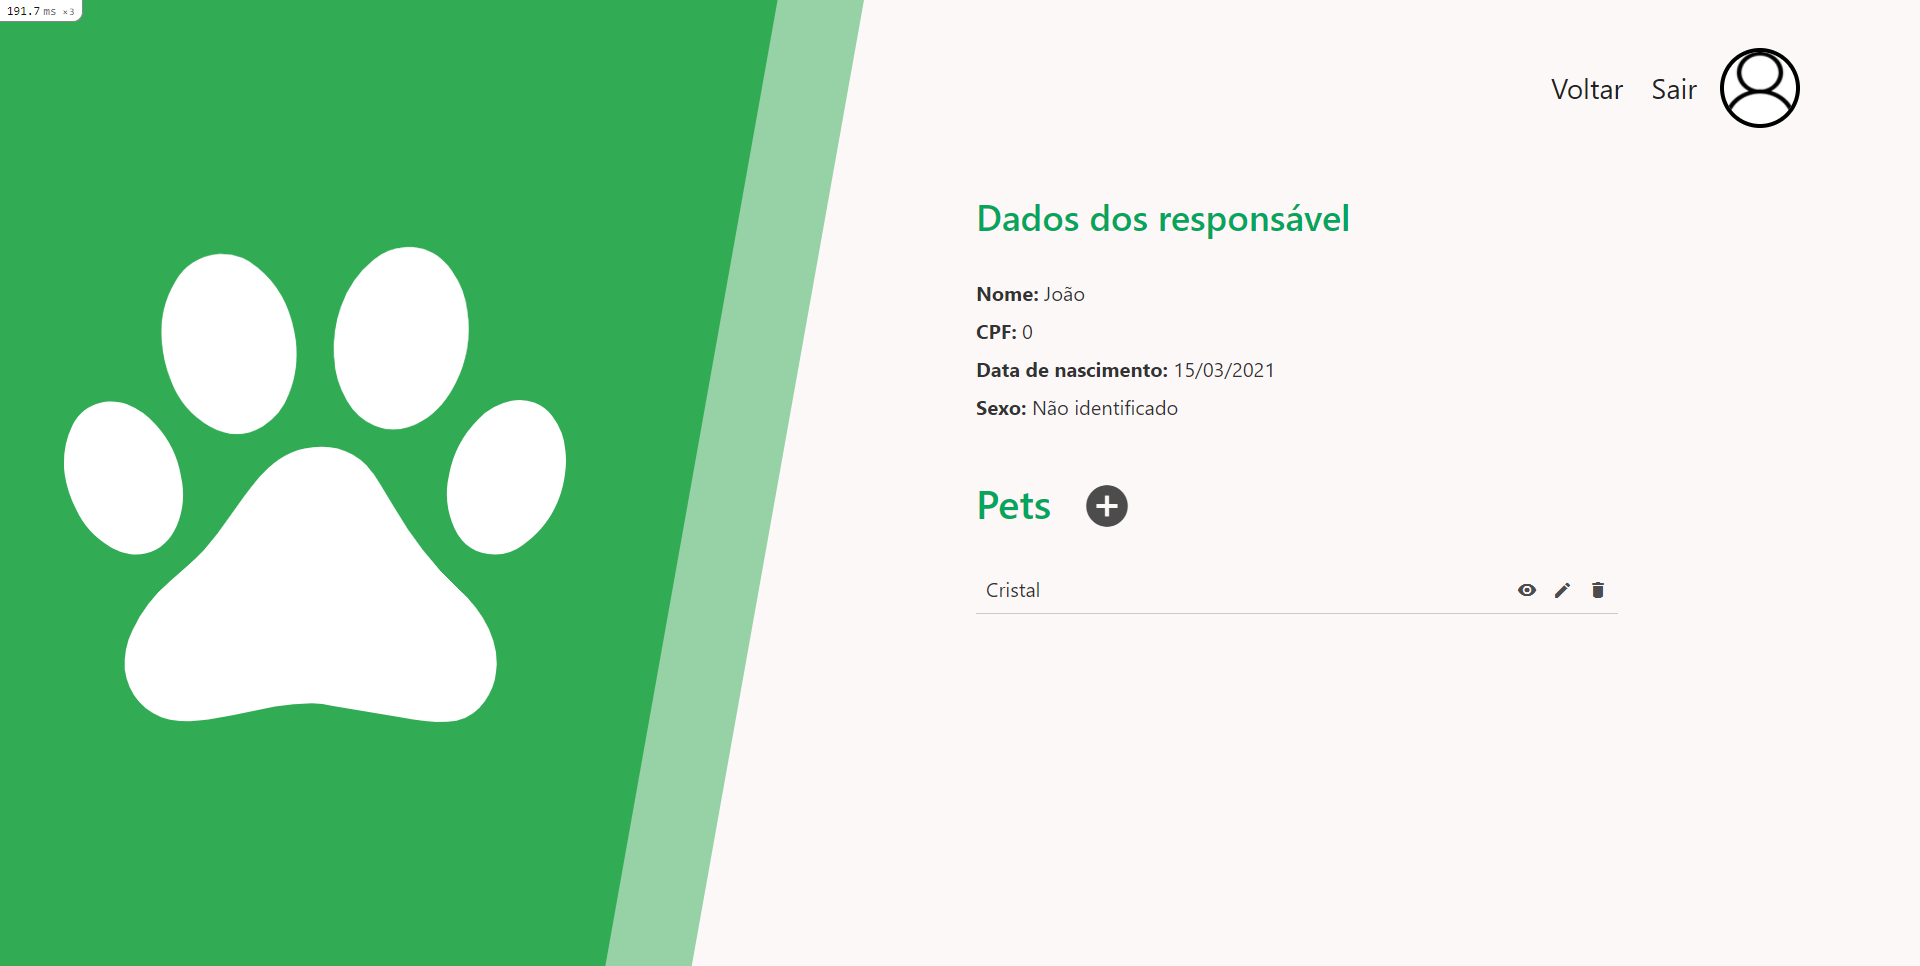 191.7 ms ×3
Voltar Sair
Dados dos responsável
Nome: João
CPF: 0
Data de nascimento: 15/03/2021
Sexo: Não identificado
Pets
Cristal